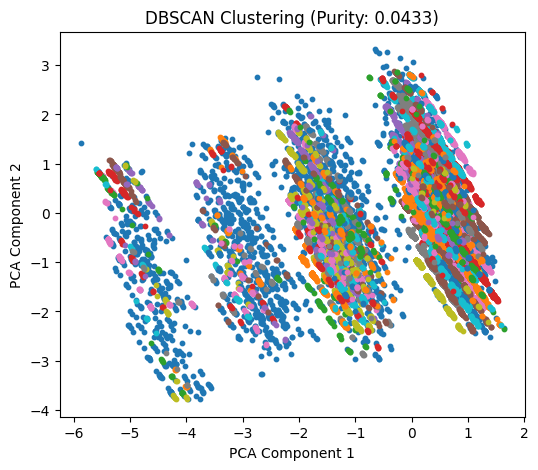 DBSCAN Clustering (Purity: 0.0433)
PCA Component 2
3
2
1
0
−1
−2
−3
−4
−6 −5 −4 −3 −2 −1 0 1 2
PCA Component 1